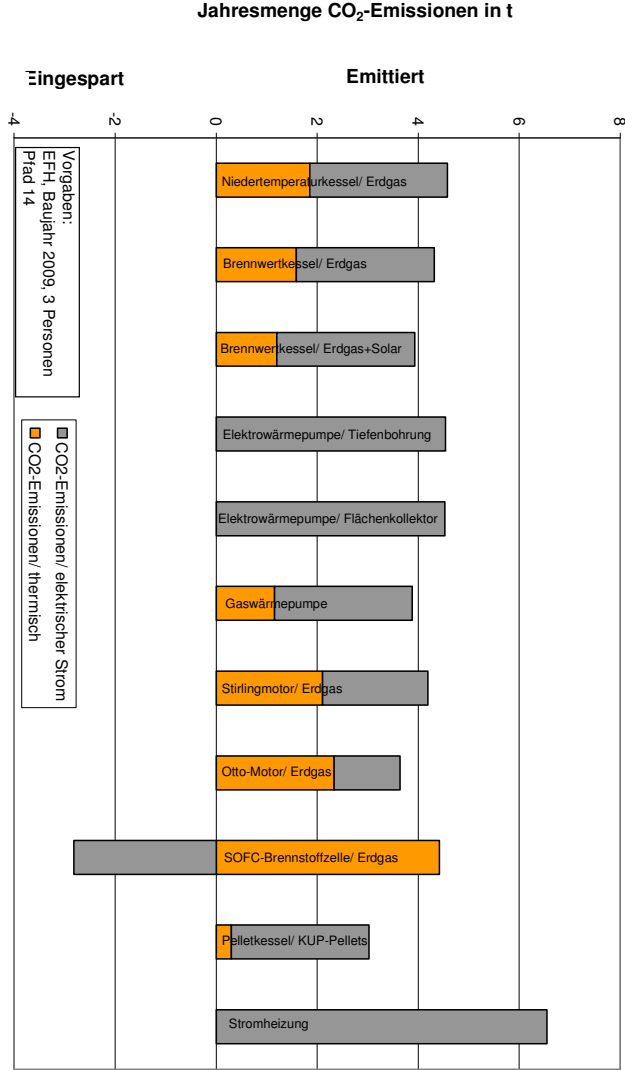 Jahresmenge CO₂-Emissionen in t
Eingespart
Emittiert
-4
-2
0
2
4
6
8
Vorgaben:
EFH, Baujahr 2009, 3 Personen
Pfad 14
Niedertemperaturkessel/ Erdgas
Brennwertkessel/ Erdgas
Brennwertkessel/ Erdgas+Solar
Elektrowärmepumpe/ Tiefenbohrung
Elektrowärmepumpe/ Flächenkollektor
Gaswärmepumpe
Stirlingmotor/ Erdgas
Otto-Motor/ Erdgas
SOFC-Brennstoffzelle/ Erdgas
Pelletkessel/ KUP-Pellets
Stromheizung
CO2-Emissionen/ elektrischer Strom
CO2-Emissionen/ thermisch